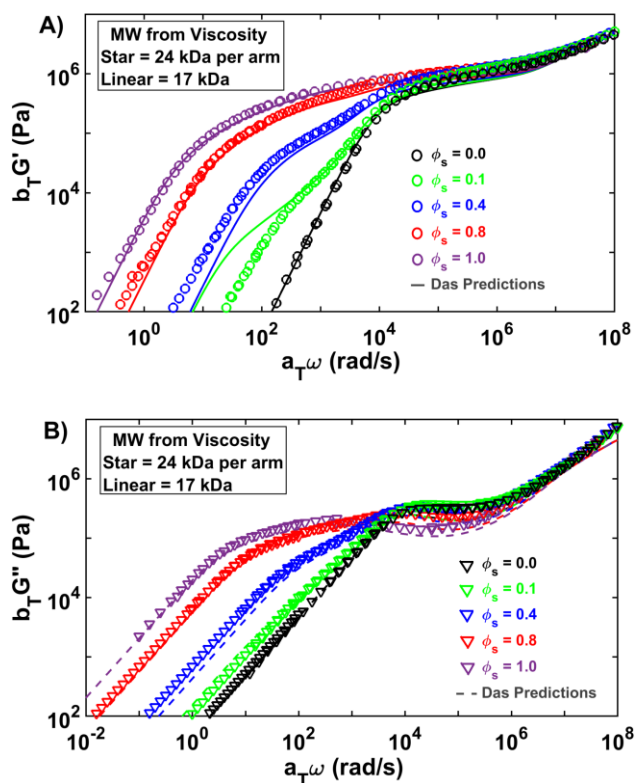 A)
MW from Viscosity
Star = 24 kDa per arm
Linear = 17 kDa
b_T G' (Pa)
10^6
10^4
10^2
ϕ_s = 0.0
ϕ_s = 0.1
ϕ_s = 0.4
ϕ_s = 0.8
ϕ_s = 1.0
Das Predictions
10^0 10^2 10^4 10^6 10^8
a_T ω (rad/s)
B)
MW from Viscosity
Star = 24 kDa per arm
Linear = 17 kDa
b_T G'' (Pa)
10^6
10^4
10^2
ϕ_s = 0.0
ϕ_s = 0.1
ϕ_s = 0.4
ϕ_s = 0.8
ϕ_s = 1.0
Das Predictions
10^-2 10^0 10^2 10^4 10^6 10^8
a_T ω (rad/s)